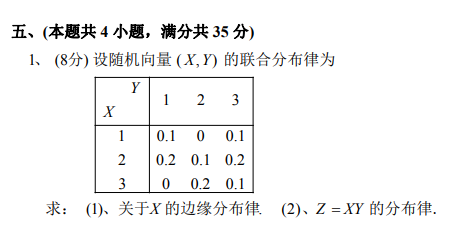 五、(本题共 4 小题，满分共 35 分)
1、 (8分) 设随机向量 (X,Y) 的联合分布律为
Y
X
1 2 3
1 0.1 0 0.1
2 0.2 0.1 0.2
3 0 0.2 0.1
求： (1)、关于X 的边缘分布律. (2)、Z = XY 的分布律.